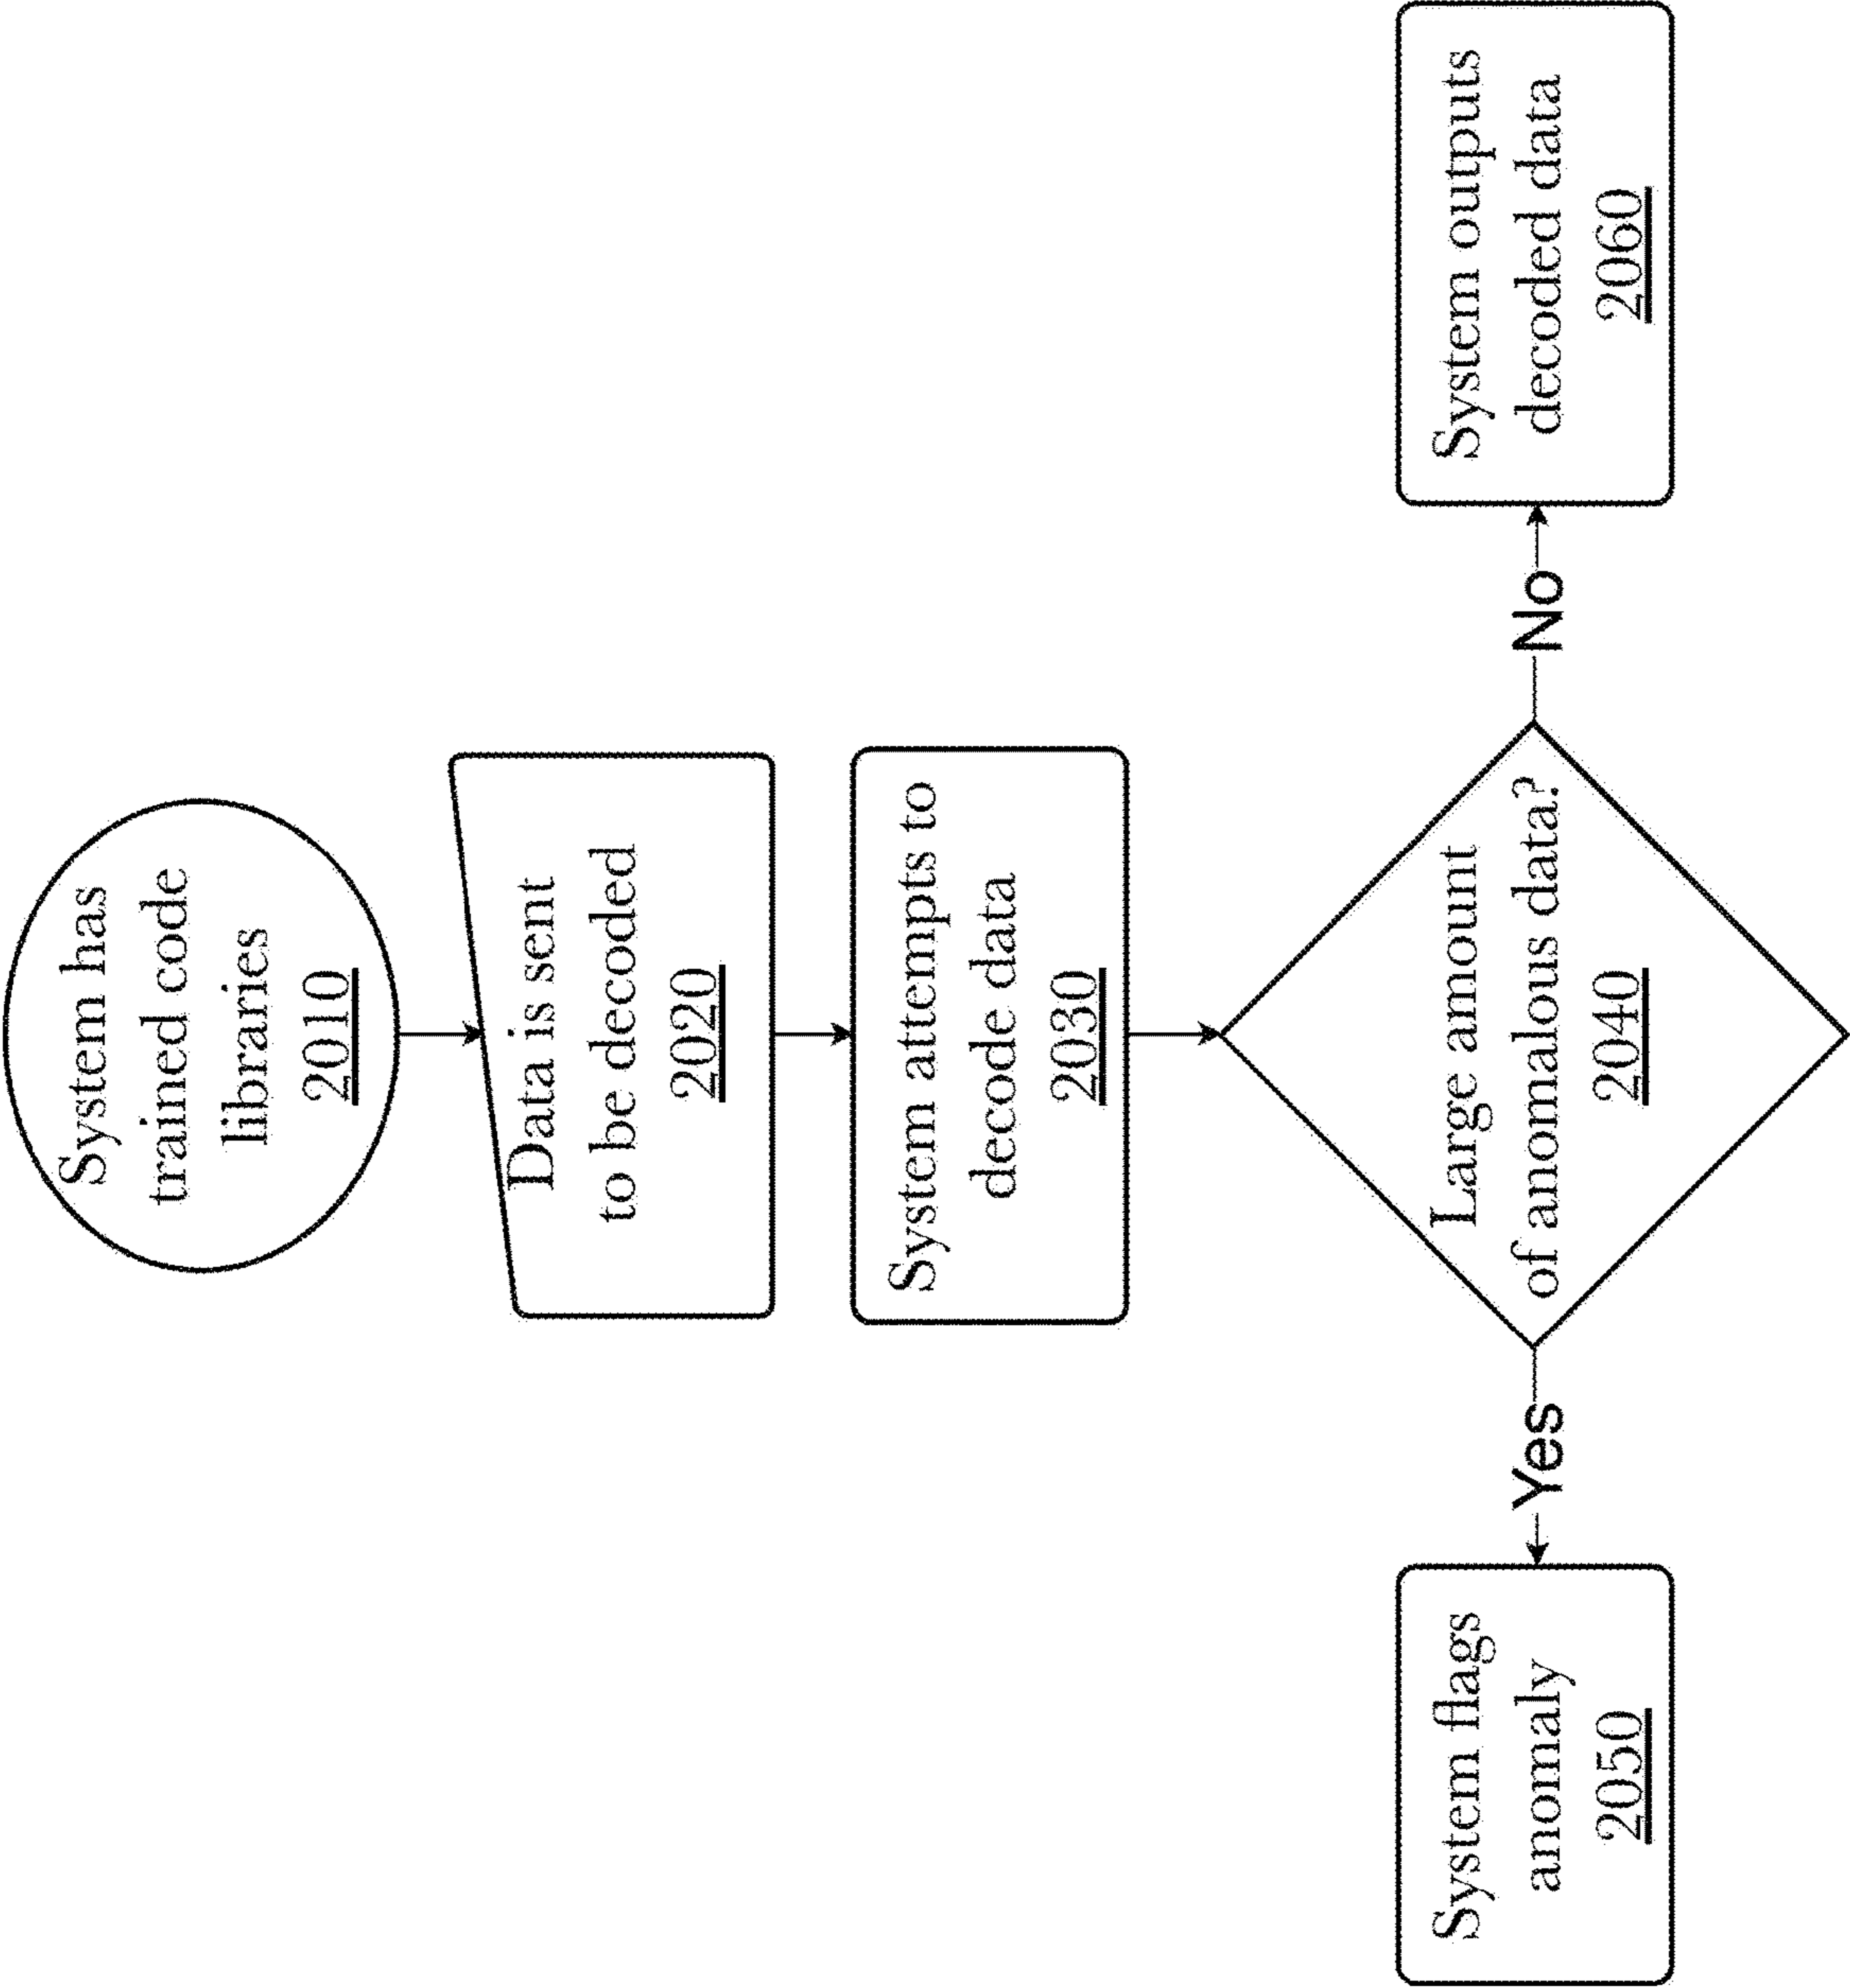 System has
trained code
libraries
2010
Data is sent
to be decoded
2020
System attempts to
decode data
2030
Large amount
of anomalous data?
2040
Yes
No
System flags
anomaly
2050
System outputs
decoded data
2060